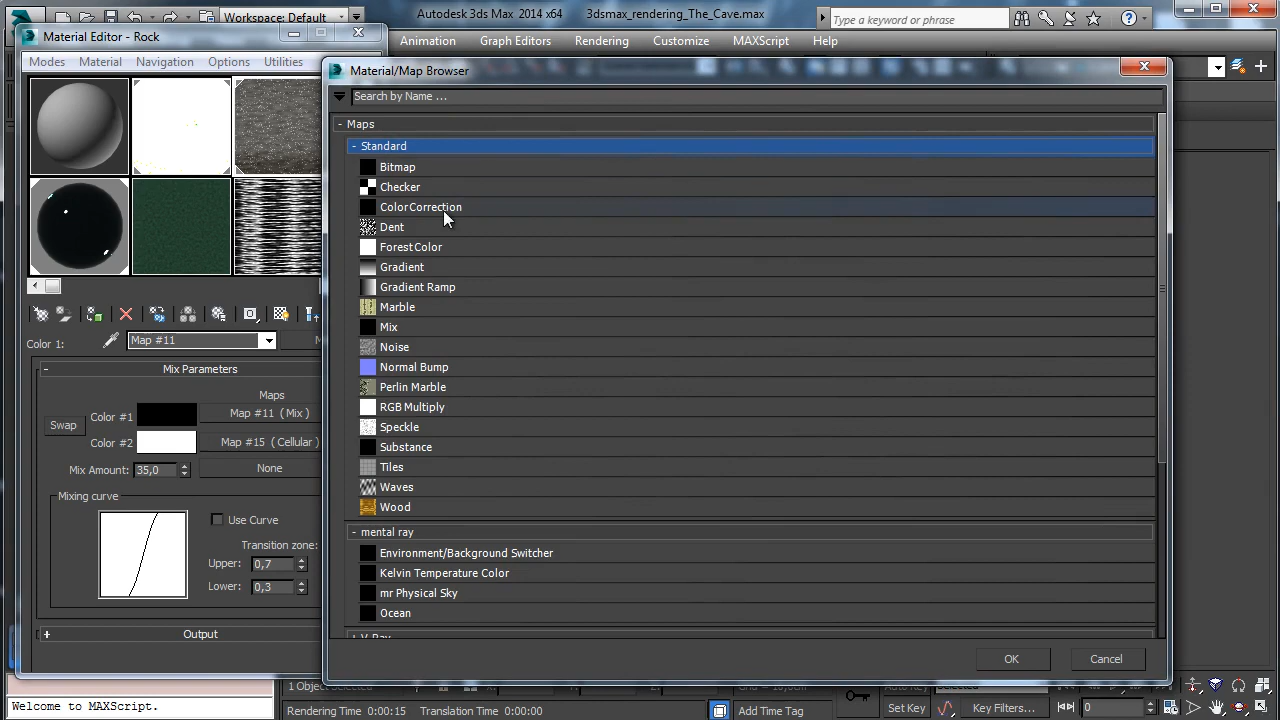 Workspace: Default
Autodesk 3ds Max 2014 x64
3dsmax_rendering_The_cave.max
Type a keyword or phrase
Material Editor - Rock
Animation
Graph Editors
Rendering
Customize
MAXScript
Help
Modes
Material
Navigation
Options
Utilities
Material/Map Browser
Search by Name ...
- Maps
- Standard
Bitmap
Checker
Color Correction
Dent
Forest Color
Gradient
Gradient Ramp
Marble
Mix
Noise
Normal Bump
Perlin Marble
RGB Multiply
Speckle
Substance
Tiles
Waves
Wood
- mental ray
Environment/Background Switcher
Kelvin Temperature Color
mr Physical Sky
Ocean
+ V-Ray
OK
Cancel
Color 1:
Map #11
M
- Mix Parameters
Maps
Swap
Color #1
Map #11 ( Mix )
Color #2
Map #15 ( Cellular )
Mix Amount:
35,0
None
Mixing curve
Use Curve
Transition zone:
Upper:
0,7
Lower:
0,3
+ Output
1 Object Selected
Welcome to MAXScript.
Rendering Time 0:00:15
Translation Time 0:00:00
Add Time Tag
Auto Key
Selected
Set Key
Key Filters...
0